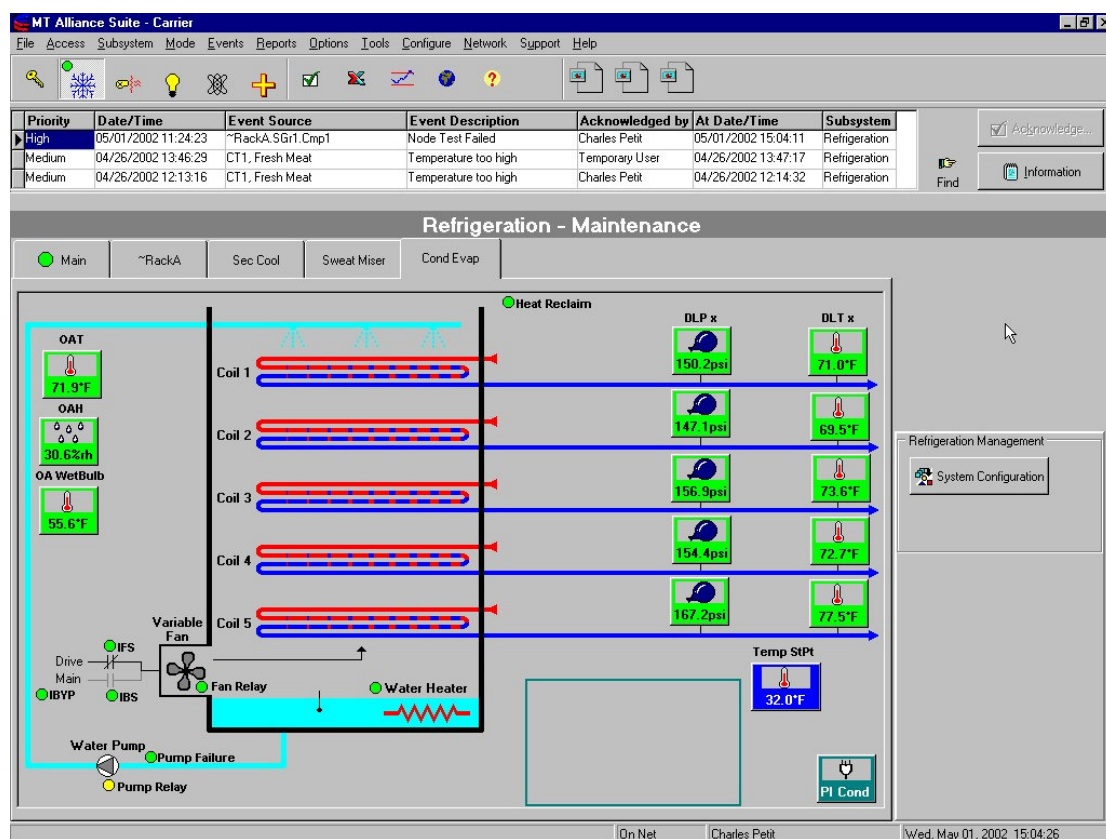 MT Alliance Suite - Carrier
File Access Subsystem Mode Events Reports Options Tools Configure Network Support Help
Priority Date/Time Event Source Event Description Acknowledged by At Date/Time Subsystem
High 05/01/2002 11:24:23 ~RackA.SGr1.Cmp1 Node Test Failed Charles Petit 05/01/2002 15:04:11 Refrigeration
Medium 04/26/2002 13:46:29 CT1, Fresh Meat Temperature too high Temporary User 04/26/2002 13:47:17 Refrigeration
Medium 04/26/2002 12:13:16 CT1, Fresh Meat Temperature too high Charles Petit 04/26/2002 12:14:32 Refrigeration
Acknowledge...
Find
Information
Refrigeration - Maintenance
Main ~RackA Sec Cool Sweat Miser Cond Evap
Heat Reclaim
DLP x DLT x
OAT
71.9°F
OAH
30.6%rh
OA WetBulb
55.6°F
Coil 1 150.2psi 71.0°F
Coil 2 147.1psi 69.5°F
Coil 3 156.9psi 73.6°F
Coil 4 154.4psi 72.7°F
Coil 5 167.2psi 77.5°F
Refrigeration Management
System Configuration
Variable
Fan
IFS
Drive
Main
IBYP
IBS
Fan Relay
Water Heater
Temp StPt
32.0°F
Water Pump
Pump Failure
Pump Relay
PI Cond
On Net Charles Petit Wed, May 01, 2002 15:04:26